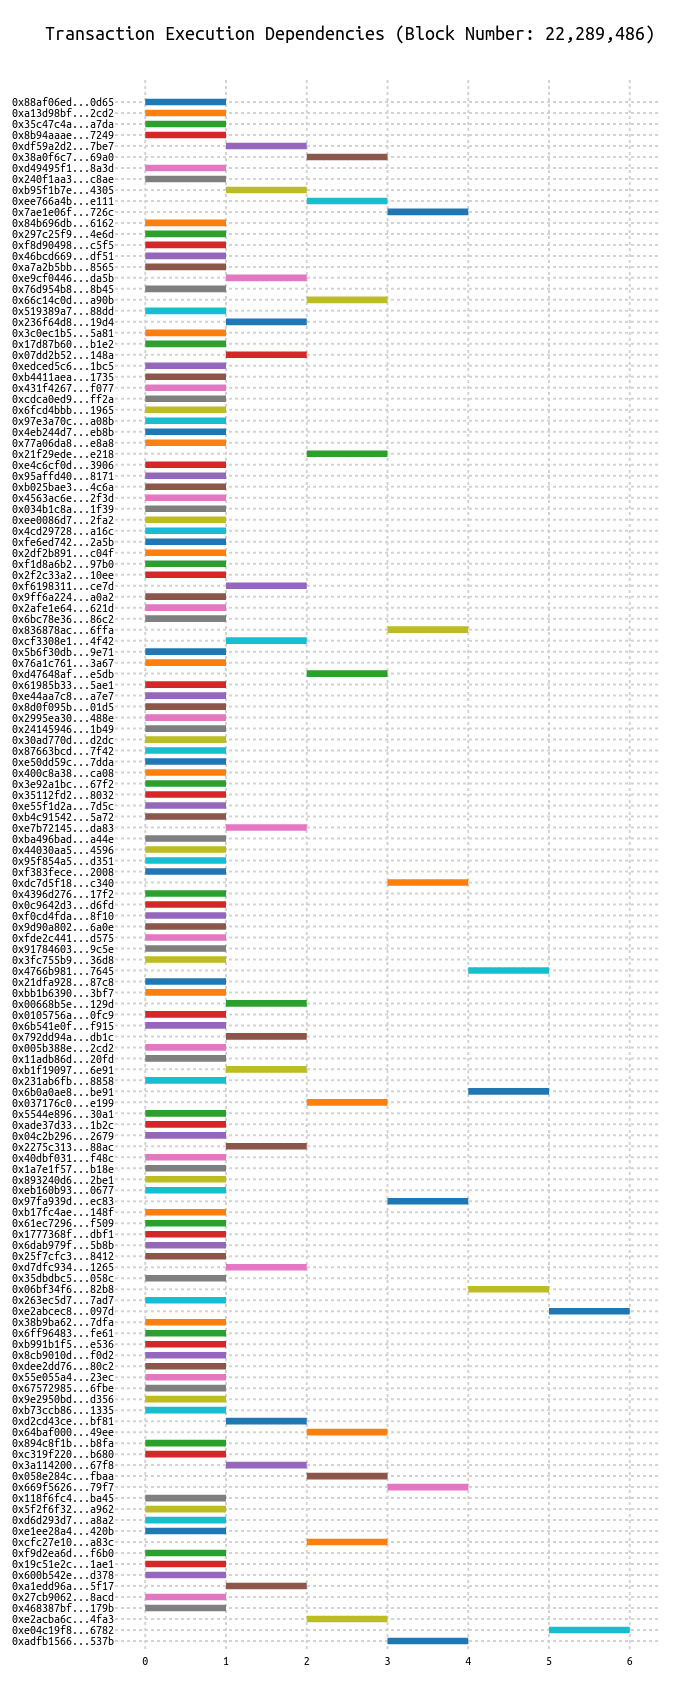 Transaction Execution Dependencies (Block Number: 22,289,486)
0x88af06ed...0d65
0xa13d98bf...2cd2
0x35c47c4a...a7da
0x8b94aaae...7249
0xdf59a2d2...7be7
0x38a0f6c7...69a0
0xd49495f1...8a3d
0x240f1aa3...c8ae
0xb95f1b7e...4305
0xee766a4b...e111
0x7ae1e06f...726c
0x84b696db...6162
0x297c25f9...4e6d
0xf8d90498...c5f5
0x46bcd669...df51
0xa7a2b5bb...8565
0xe9cf0446...da5b
0x76d954b8...8b45
0x66c14c0d...a90b
0x519389a7...88dd
0x236f64d8...19d4
0x3c0ec1b5...5a81
0x17d87b60...b1e2
0x07dd2b52...148a
0xedced5c6...1bc5
0xb4411aea...1735
0x431f4267...f077
0xcdca0ed9...ff2a
0x6fcd4bbb...1965
0x97e3a70c...a08b
0x4eb244d7...eb8b
0x77a06da8...e8a8
0x21f29ede...e218
0xe4c6cf0d...3906
0x95affd40...8171
0xb025bae3...4c6a
0x4563ac6e...2f3d
0x034b1c8a...1f39
0xee0086d7...2fa2
0x4cd29728...a16c
0xfe6ed742...2a5b
0x2df2b891...c04f
0xf1d8a6b2...97b0
0x2f2c33a2...10ee
0xf6198311...ce7d
0x9ff6a224...a0a2
0x2afe1e64...621d
0x6bc78e36...86c2
0x836878ac...6ffa
0xcf3308e1...4f42
0x5b6f30db...9e71
0x76a1c761...3a67
0xd47648af...e5db
0x61985b33...5ae1
0xe44aa7c8...a7e7
0x8d0f095b...01d5
0x2995ea30...488e
0x24145946...1b49
0x30ad770d...d2dc
0x87663bcd...7f42
0xe50dd59c...7dda
0x400c8a38...ca08
0x3e92a1bc...67f2
0x35112fd2...8032
0xe55f1d2a...7d5c
0xb4c91542...5a72
0xe7b72145...da83
0xba496bad...a44e
0x44030aa5...4596
0x95f854a5...d351
0xf383fece...2008
0xdc7d5f18...c340
0x4396d276...17f2
0x0c9642d3...d6fd
0xf0cd4fda...8f10
0x9d90a802...6a0e
0xfde2c441...d575
0x91784603...9c5e
0x3fc755b9...36d8
0x4766b981...7645
0x21dfa928...87c8
0xbb1b6390...3bf7
0x00668b5e...129d
0x0105756a...0fc9
0x6b541e0f...f915
0x792dd94a...db1c
0x005b388e...2cd2
0x11adb86d...20fd
0xb1f19097...6e91
0x231ab6fb...8858
0x6b0a0ae8...be91
0x037176c0...e199
0x5544e896...30a1
0xade37d33...1b2c
0x04c2b296...2679
0x2275c313...88ac
0x40dbf031...f48c
0x1a7e1f57...b18e
0x893240d6...2be1
0xeb160b93...0677
0x97fa939d...ec83
0xb17fc4ae...148f
0x61ec7296...f509
0x1777368f...dbf1
0x6dab979f...5b8b
0x25f7cfc3...8412
0xd7dfc934...1265
0x35dbdbc5...058c
0x06bf34f6...82b8
0x263ec5d7...7ad7
0xe2abcec8...097d
0x38b9ba62...7dfa
0x6ff96483...fe61
0xb991b1f5...e536
0x8cb9010d...f0d2
0xdee2dd76...80c2
0x55e055a4...23ec
0x67572985...6fbe
0x9e2950bd...d356
0xb73ccb86...1335
0xd2cd43ce...bf81
0x64baf000...49ee
0x894c8f1b...b8fa
0xc319f220...b680
0x3a114200...67f8
0x058e284c...fbaa
0x669f5626...79f7
0x118f6fc4...ba45
0x5f2f6f32...a962
0xd6d293d7...a8a2
0xe1ee28a4...420b
0xcfc27e10...a83c
0xf9d2ea6d...f6b0
0x19c51e2c...1ae1
0x600b542e...d378
0xa1edd96a...5f17
0x27cb9062...8acd
0x468387bf...179b
0xe2acba6c...4fa3
0xe04c19f8...6782
0xadfb1566...537b
0 1 2 3 4 5 6